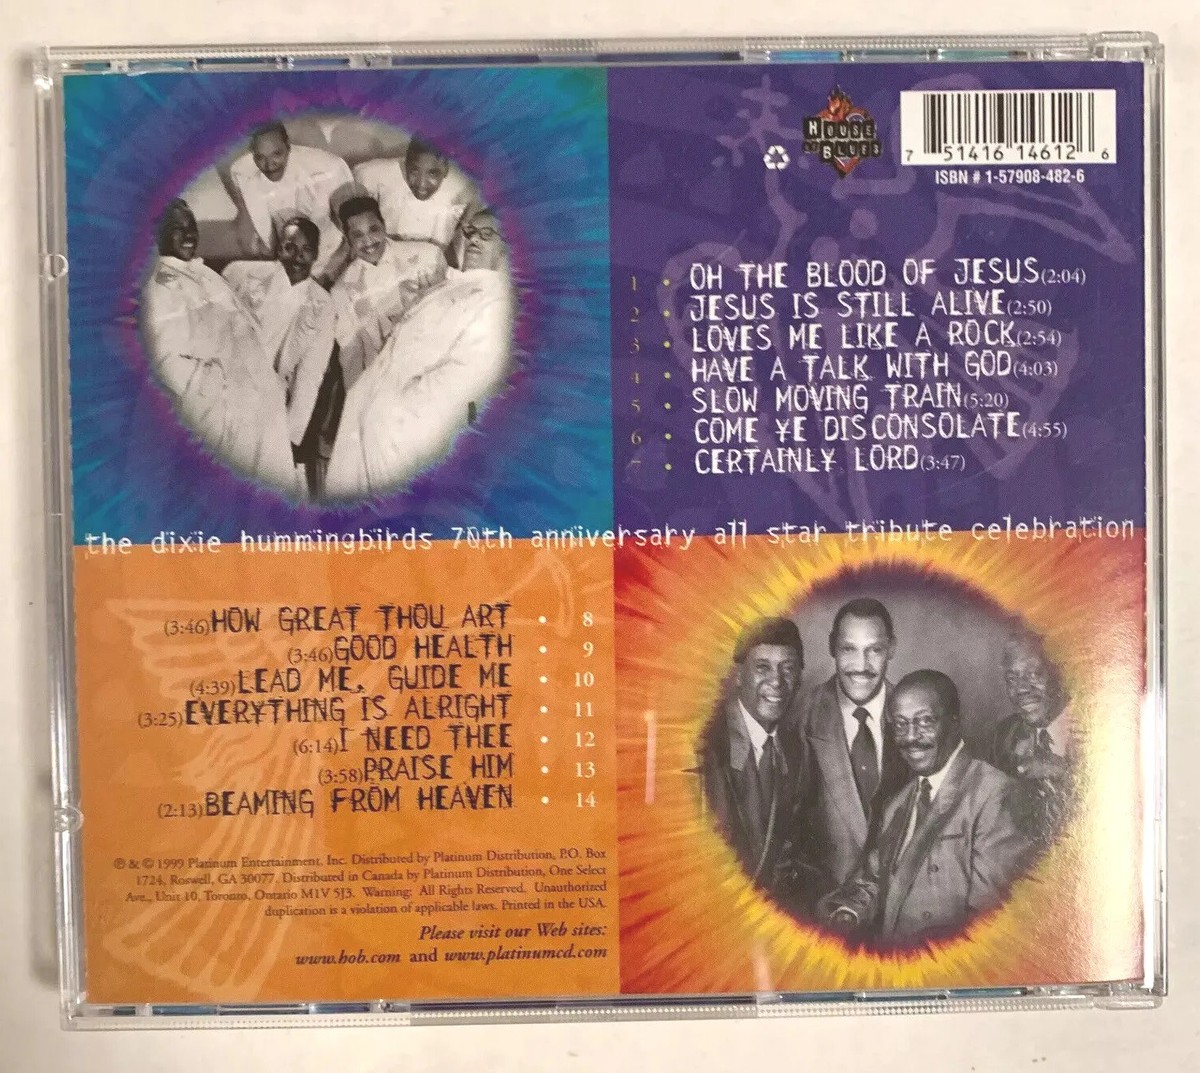 HOUSE
OF BLUES
7 51416 14612 6
ISBN # 1-57908-482-6
1 • OH THE BLOOD OF JESUS(2:04)
2 • JESUS IS STILL ALIVE(2:50)
3 • LOVES ME LIKE A ROCK(2:54)
4 • HAVE A TALK WITH GOD(4:03)
5 • SLOW MOVING TRAIN(5:20)
6 • COME YE DISCONSOLATE(4:55)
7 • CERTAINLY LORD(3:47)
the dixie hummingbirds 70th anniversary all star tribute celebration
(3:46)HOW GREAT THOU ART • 8
(3:46)GOOD HEALTH • 9
(4:39)LEAD ME, GUIDE ME • 10
(3:25)EVERYTHING IS ALRIGHT • 11
(6:14)I NEED THEE • 12
(3:58)PRAISE HIM • 13
(2:13)BEAMING FROM HEAVEN • 14
℗ & © 1999 Platinum Entertainment, Inc. Distributed by Platinum Distribution, P.O. Box
1724, Roswell, GA 30077. Distributed in Canada by Platinum Distribution, One Select
Ave., Unit 10, Toronto, Ontario M1V 5J3. Warning: All Rights Reserved. Unauthorized
duplication is a violation of applicable laws. Printed in the USA.
Please visit our Web sites:
www.hob.com and www.platinumcd.com